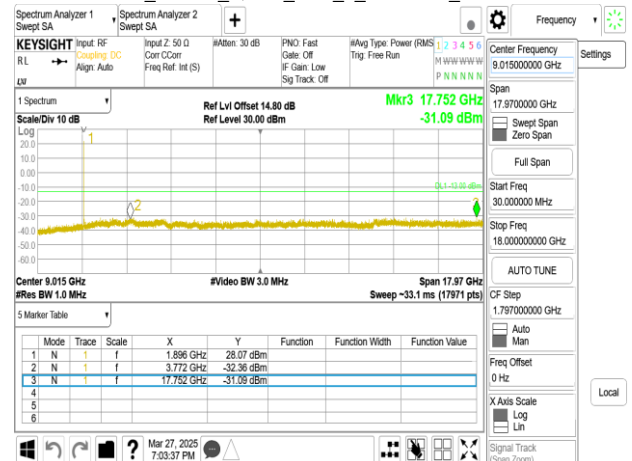 Spectrum Analyzer 1
Swept SA
Spectrum Analyzer 2
Swept SA
+
Frequency
KEYSIGHT
RL
LXI
Input: RF
Coupling: DC
Align: Auto
Input Z: 50 Ω
Corr CCorr
Freq Ref: Int (S)
#Atten: 30 dB
PNO: Fast
Gate: Off
IF Gain: Low
Sig Track: Off
#Avg Type: Power (RMS
Trig: Free Run
1 2 3 4 5 6
M W W W W W
P N N N N N
1 Spectrum
Scale/Div 10 dB
Ref Lvl Offset 14.80 dB
Ref Level 30.00 dBm
Mkr3 17.752 GHz
-31.09 dBm
Log
20.0
10.0
0.00
-10.0
-20.0
-30.0
-40.0
-50.0
-60.0
1
2
DL1 -13.00 dBm
Center 9.015 GHz
#Res BW 1.0 MHz
#Video BW 3.0 MHz
Span 17.97 GHz
Sweep ~33.1 ms (17971 pts)
5 Marker Table
Mode Trace Scale X Y Function Function Width Function Value
1 N 1 f 1.896 GHz 28.07 dBm
2 N 1 f 3.772 GHz -32.36 dBm
3 N 1 f 17.752 GHz -31.09 dBm
4
5
6
?
Mar 27, 2025
7:03:37 PM
Center Frequency
9.015000000 GHz
Settings
Span
17.9700000 GHz
Swept Span
Zero Span
Full Span
Start Freq
30.000000 MHz
Stop Freq
18.000000000 GHz
AUTO TUNE
CF Step
1.797000000 GHz
Auto
Man
Freq Offset
0 Hz
Local
X Axis Scale
Log
Lin
Signal Track
(Span Zoom)